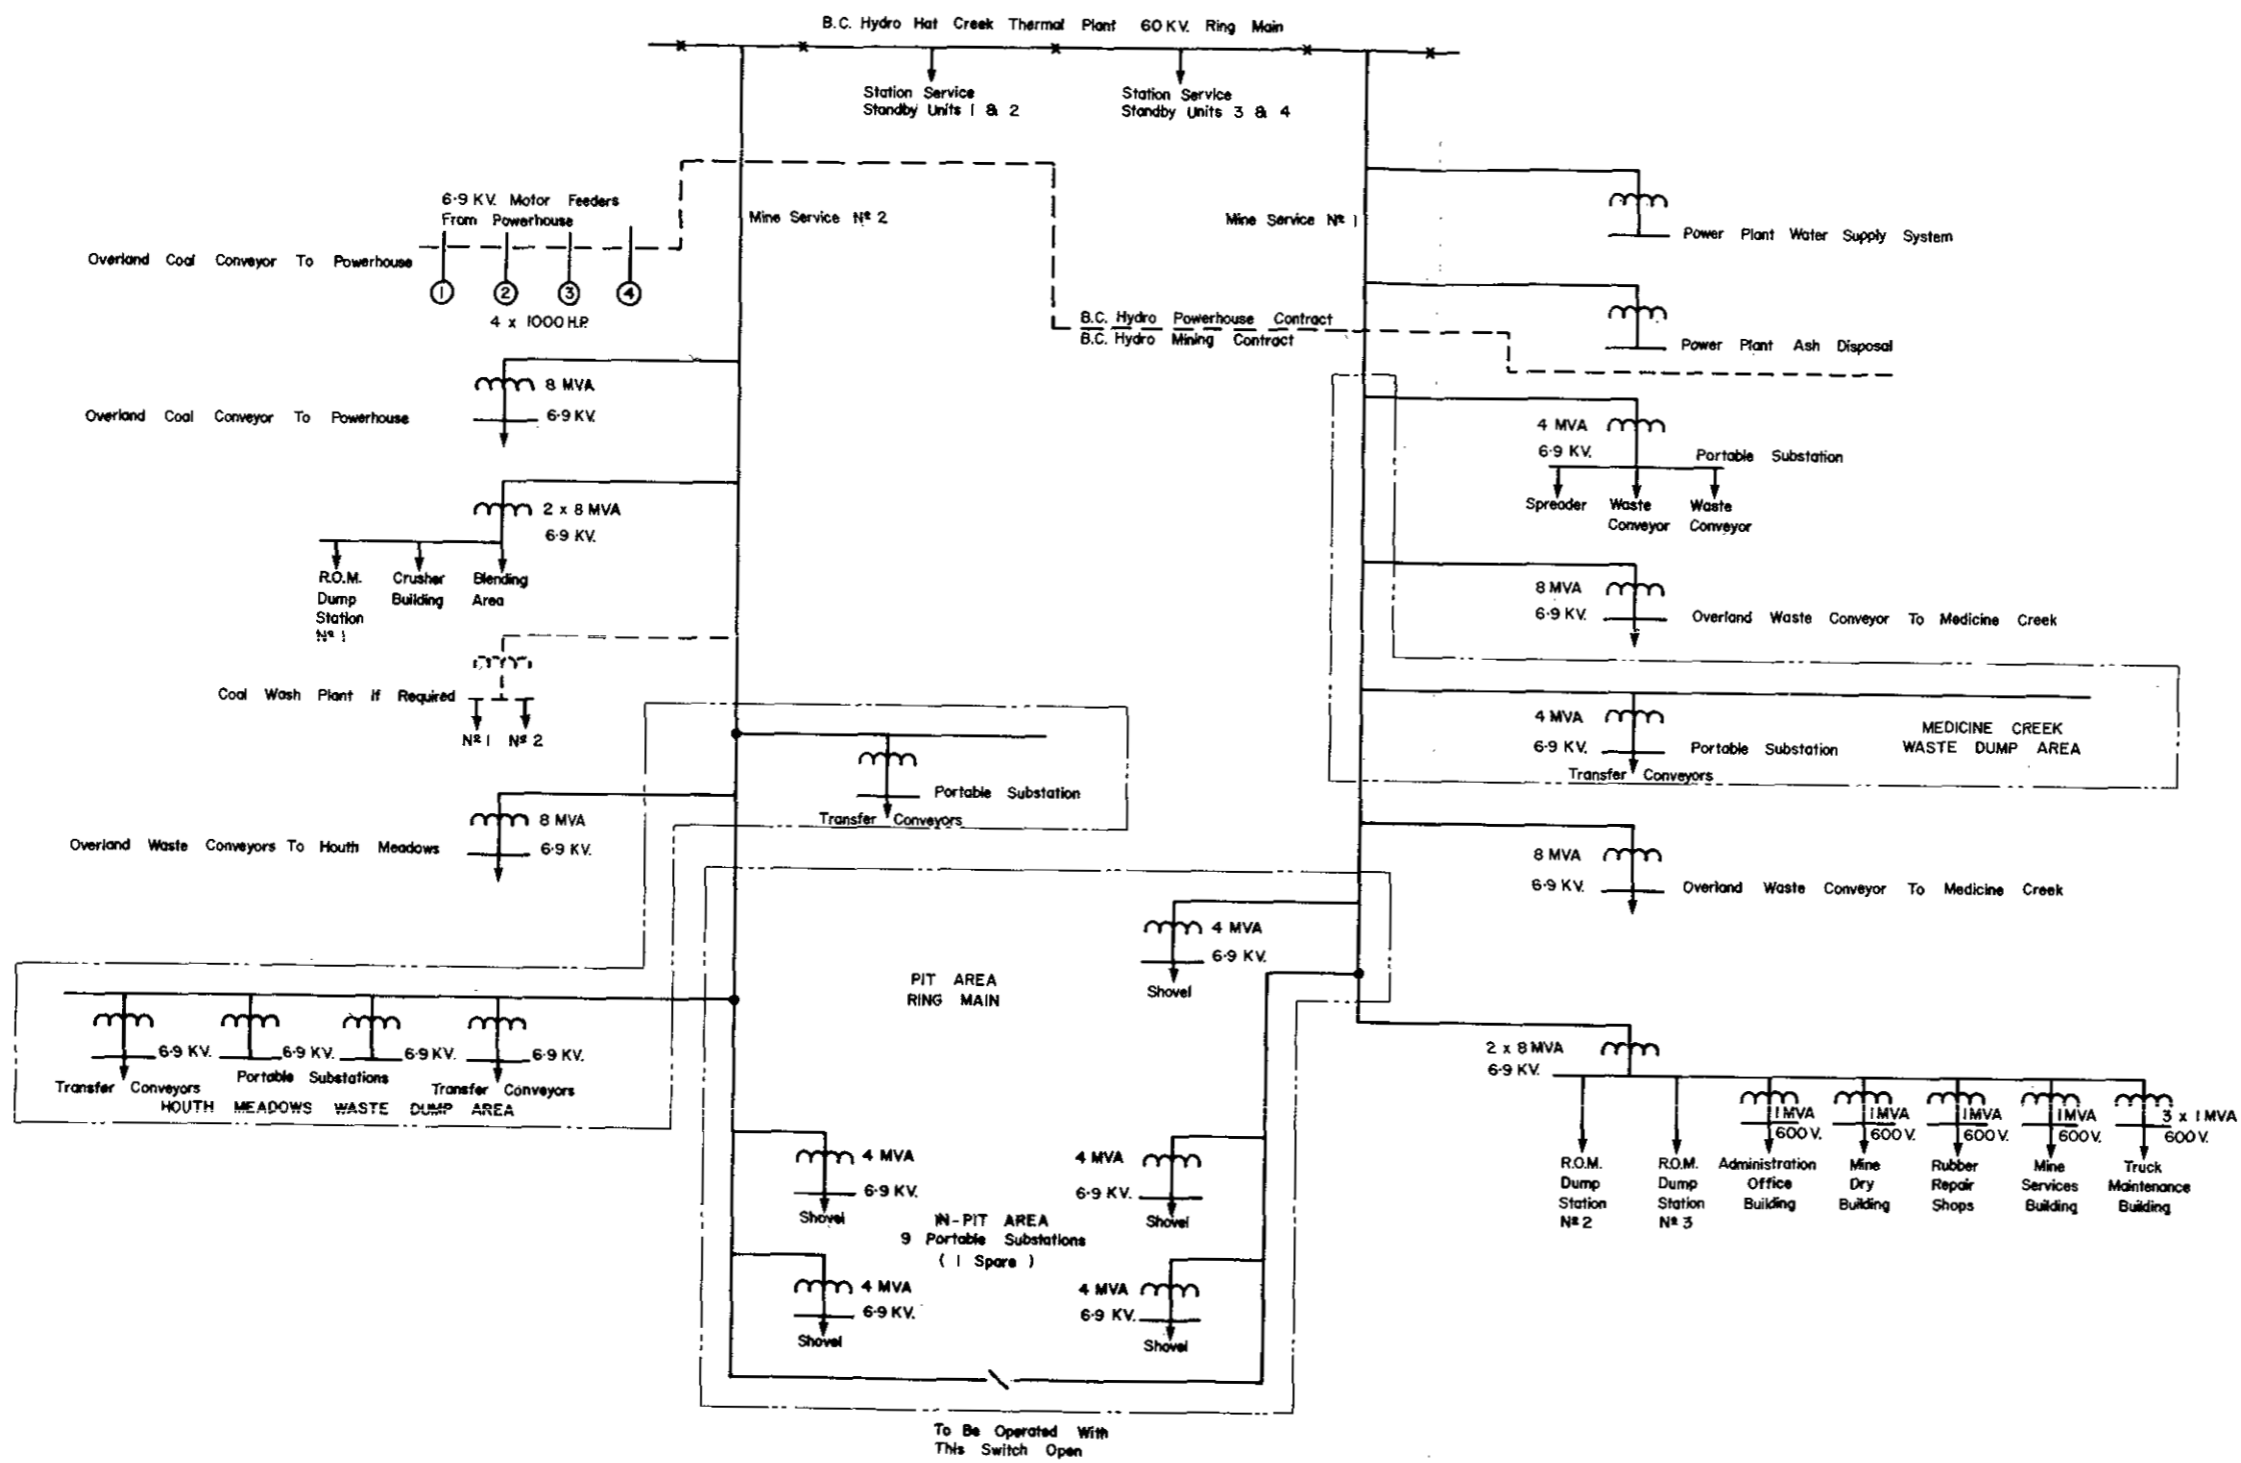 B.C. Hydro Hat Creek Thermal Plant 60 KV. Ring Main
Station Service
Standby Units 1 & 2
Station Service
Standby Units 3 & 4
6·9 KV. Motor Feeders
From Powerhouse
Mine Service Nº 2
Mine Service Nº 1
Power Plant Water Supply System
Overland Coal Conveyor To Powerhouse
1 2 3 4
4 x 1000 H.P.
B.C. Hydro Powerhouse Contract
B.C. Hydro Mining Contract
Power Plant Ash Disposal
8 MVA
6·9 KV.
Overland Coal Conveyor To Powerhouse
4 MVA
6·9 KV.
Portable Substation
Spreader
Waste
Conveyor
Waste
Conveyor
2 x 8 MVA
6·9 KV.
R.O.M.
Dump
Station
Nº 1
Crusher
Building
Blending
Area
8 MVA
6·9 KV.
Overland Waste Conveyor To Medicine Creek
Coal Wash Plant If Required
Nº 1 Nº 2
4 MVA
6·9 KV.
Portable Substation
Transfer Conveyors
MEDICINE CREEK
WASTE DUMP AREA
Portable Substation
Transfer Conveyors
8 MVA
6·9 KV.
Overland Waste Conveyors To Houth Meadows
8 MVA
6·9 KV.
Overland Waste Conveyor To Medicine Creek
4 MVA
6·9 KV.
Shovel
PIT AREA
RING MAIN
6·9 KV. 6·9 KV. 6·9 KV. 6·9 KV.
Transfer Conveyors
Portable Substations
Transfer Conveyors
HOUTH MEADOWS WASTE DUMP AREA
2 x 8 MVA
6·9 KV.
1 MVA
600 V.
1 MVA
600 V.
1 MVA
600 V.
1 MVA
600 V.
3 x 1 MVA
600 V.
R.O.M.
Dump
Station
Nº 2
R.O.M.
Dump
Station
Nº 3
Administration
Office
Building
Mine
Dry
Building
Rubber
Repair
Shops
Mine
Services
Building
Truck
Maintenance
Building
4 MVA
6·9 KV.
Shovel
4 MVA
6·9 KV.
Shovel
IN-PIT AREA
9 Portable Substations
( 1 Spare )
4 MVA
6·9 KV.
Shovel
4 MVA
6·9 KV.
Shovel
To Be Operated With
This Switch Open